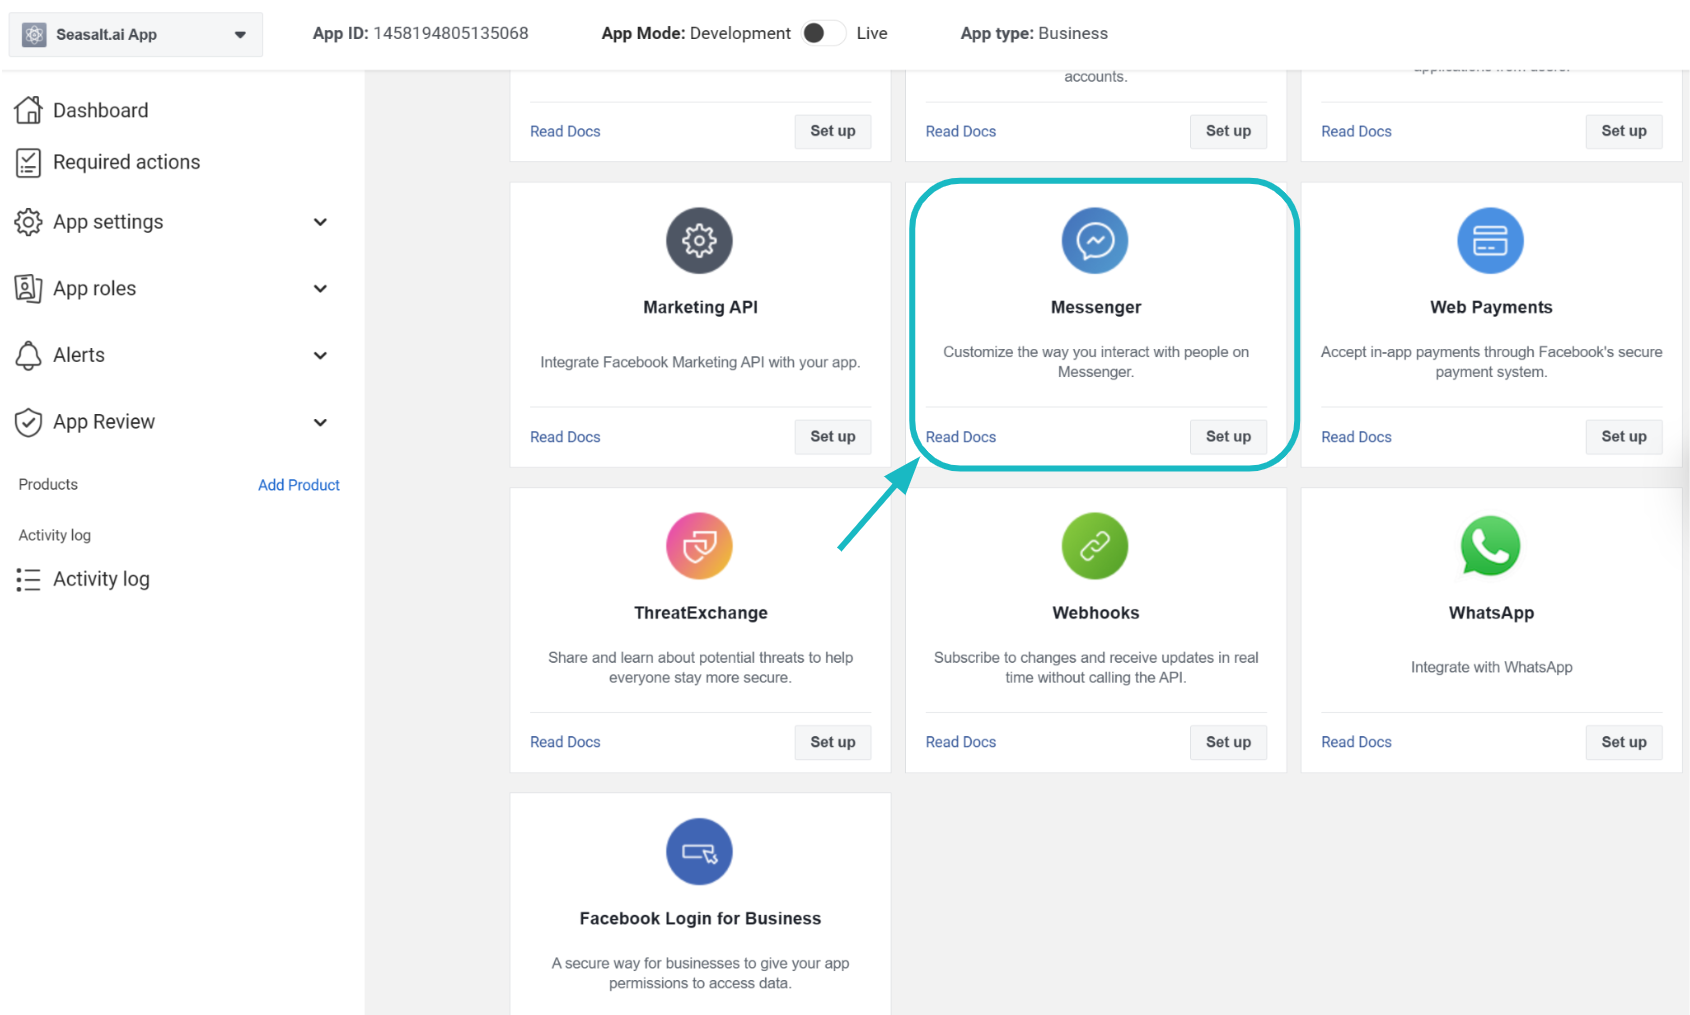 Seasalt.ai App
App ID: 1458194805135068
App Mode: Development
Live
App type: Business
Dashboard
Required actions
App settings
App roles
Alerts
App Review
Products
Add Product
Activity log
Activity log
accounts.
Read Docs
Set up
Read Docs
Set up
Read Docs
Set up
Marketing API
Integrate Facebook Marketing API with your app.
Read Docs
Set up
Messenger
Customize the way you interact with people on
Messenger.
Read Docs
Set up
Web Payments
Accept in-app payments through Facebook's secure
payment system.
Read Docs
Set up
ThreatExchange
Share and learn about potential threats to help
everyone stay more secure.
Read Docs
Set up
Webhooks
Subscribe to changes and receive updates in real
time without calling the API.
Read Docs
Set up
WhatsApp
Integrate with WhatsApp
Read Docs
Set up
Facebook Login for Business
A secure way for businesses to give your app
permissions to access data.